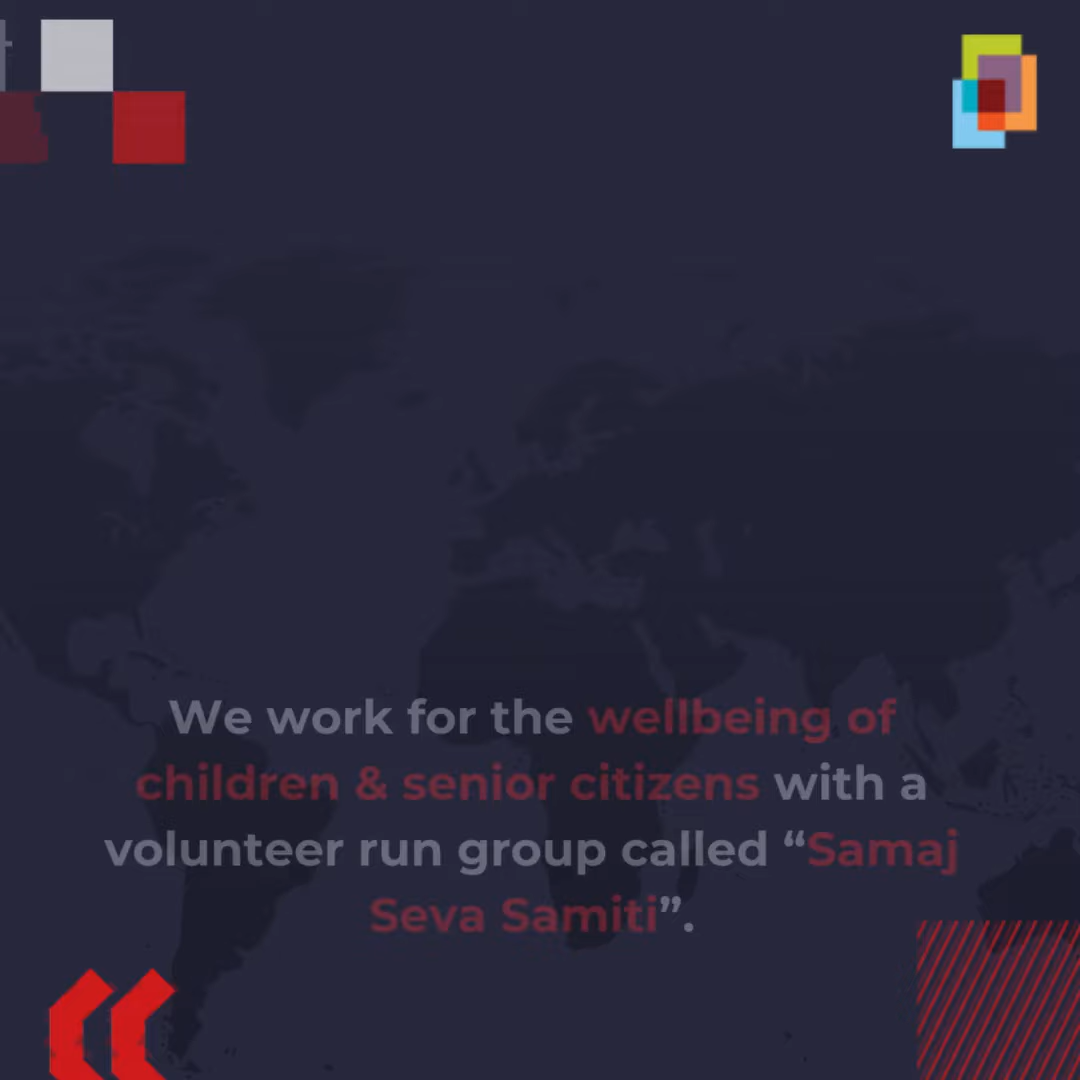 We work for the wellbeing of
children & senior citizens with a
volunteer run group called “Samaj
Seva Samiti”.